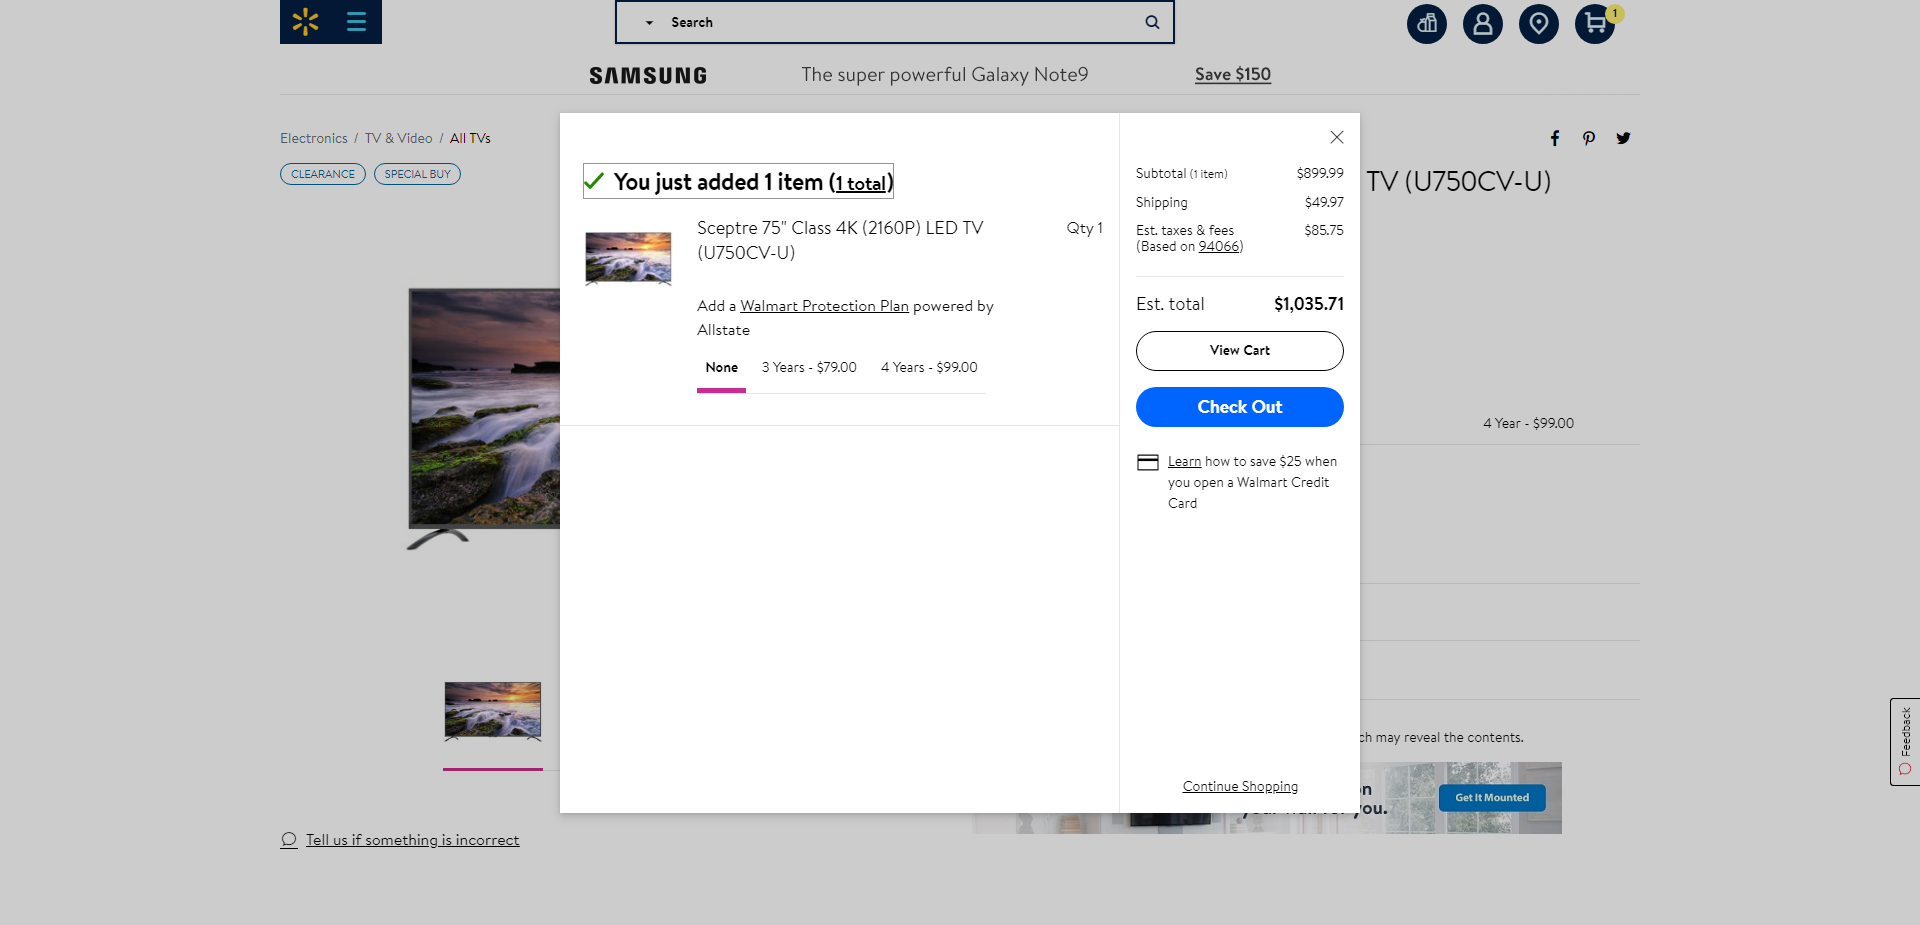 Search
1
SAMSUNG
The super powerful Galaxy Note9
Save $150
Electronics / TV & Video / All TVs
CLEARANCE
SPECIAL BUY
TV (U750CV-U)
You just added 1 item (1 total)
Sceptre 75" Class 4K (2160P) LED TV
(U750CV-U)
Qty 1
Add a Walmart Protection Plan powered by
Allstate
None
3 Years - $79.00
4 Years - $99.00
Subtotal (1 item)
$899.99
Shipping
$49.97
Est. taxes & fees
(Based on 94066)
$85.75
Est. total
$1,035.71
View Cart
Check Out
Learn how to save $25 when
you open a Walmart Credit
Card
Continue Shopping
4 Year - $99.00
ch may reveal the contents.
on
you.
Get It Mounted
Feedback
Tell us if something is incorrect